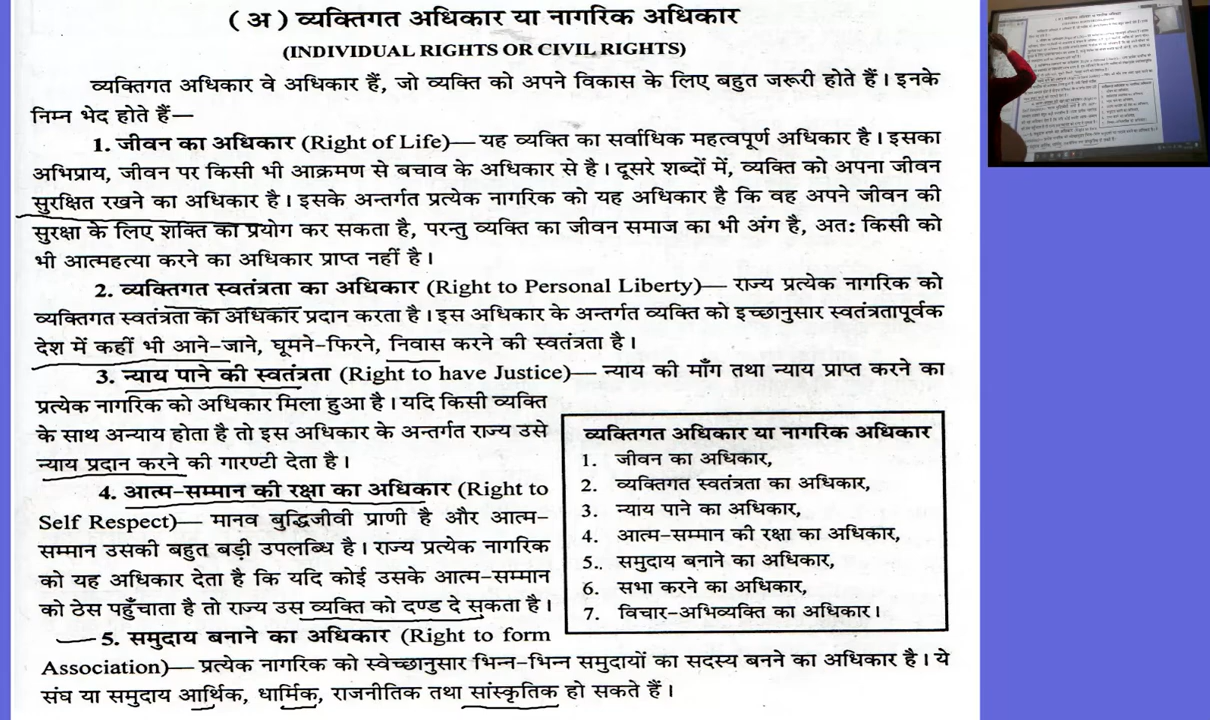 ( अ ) व्यक्तिगत अधिकार या नागरिक अधिकार
(INDIVIDUAL RIGHTS OR CIVIL RIGHTS)
व्यक्तिगत अधिकार वे अधिकार हैं, जो व्यक्ति को अपने विकास के लिए बहुत जरूरी होते हैं। इनके
निम्न भेद होते हैं—
1. जीवन का अधिकार (Right of Life)— यह व्यक्ति का सर्वाधिक महत्वपूर्ण अधिकार है। इसका
अभिप्राय, जीवन पर किसी भी आक्रमण से बचाव के अधिकार से है। दूसरे शब्दों में, व्यक्ति को अपना जीवन
सुरक्षित रखने का अधिकार है। इसके अन्तर्गत प्रत्येक नागरिक को यह अधिकार है कि वह अपने जीवन की
सुरक्षा के लिए शक्ति का प्रयोग कर सकता है, परन्तु व्यक्ति का जीवन समाज का भी अंग है, अतः किसी को
भी आत्महत्या करने का अधिकार प्राप्त नहीं है।
2. व्यक्तिगत स्वतंत्रता का अधिकार (Right to Personal Liberty)— राज्य प्रत्येक नागरिक को
व्यक्तिगत स्वतंत्रता का अधिकार प्रदान करता है। इस अधिकार के अन्तर्गत व्यक्ति को इच्छानुसार स्वतंत्रतापूर्वक
देश में कहीं भी आने-जाने, घूमने-फिरने, निवास करने की स्वतंत्रता है।
3. न्याय पाने की स्वतंत्रता (Right to have Justice)— न्याय की माँग तथा न्याय प्राप्त करने का
प्रत्येक नागरिक को अधिकार मिला हुआ है। यदि किसी व्यक्ति
के साथ अन्याय होता है तो इस अधिकार के अन्तर्गत राज्य उसे
न्याय प्रदान करने की गारण्टी देता है।
4. आत्म-सम्मान की रक्षा का अधिकार (Right to
Self Respect)— मानव बुद्धिजीवी प्राणी है और आत्म-
सम्मान उसकी बहुत बड़ी उपलब्धि है। राज्य प्रत्येक नागरिक
को यह अधिकार देता है कि यदि कोई उसके आत्म-सम्मान
को ठेस पहुँचाता है तो राज्य उस व्यक्ति को दण्ड दे सकता है।
5. समुदाय बनाने का अधिकार (Right to form
Association)— प्रत्येक नागरिक को स्वेच्छानुसार भिन्न-भिन्न समुदायों का सदस्य बनने का अधिकार है। ये
संघ या समुदाय आर्थिक, धार्मिक, राजनीतिक तथा सांस्कृतिक हो सकते हैं।
व्यक्तिगत अधिकार या नागरिक अधिकार
1. जीवन का अधिकार,
2. व्यक्तिगत स्वतंत्रता का अधिकार,
3. न्याय पाने का अधिकार,
4. आत्म-सम्मान की रक्षा का अधिकार,
5.. समुदाय बनाने का अधिकार,
6. सभा करने का अधिकार,
7. विचार-अभिव्यक्ति का अधिकार।